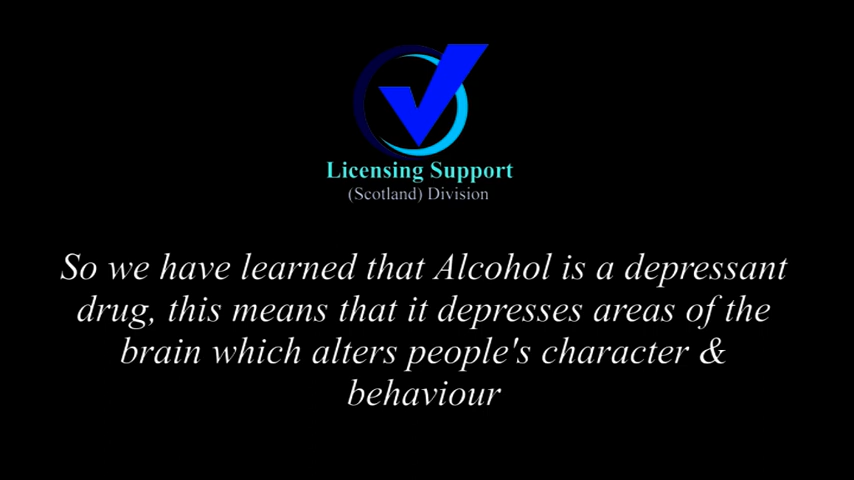 Licensing Support
(Scotland) Division
So we have learned that Alcohol is a depressant
drug, this means that it depresses areas of the
brain which alters people's character &
behaviour